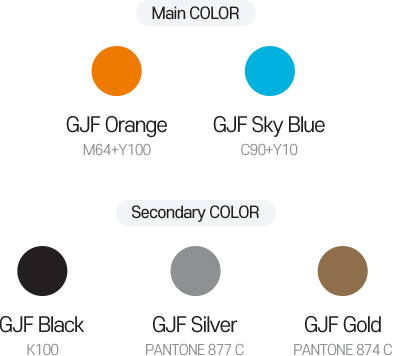 Main COLOR
GJF Orange
GJF Sky Blue
M64+Y100
C90+Y10
Secondary COLOR
GJF Black
GJF Silver
GJF Gold
K100
PANTONE 877 C
PANTONE 874 C